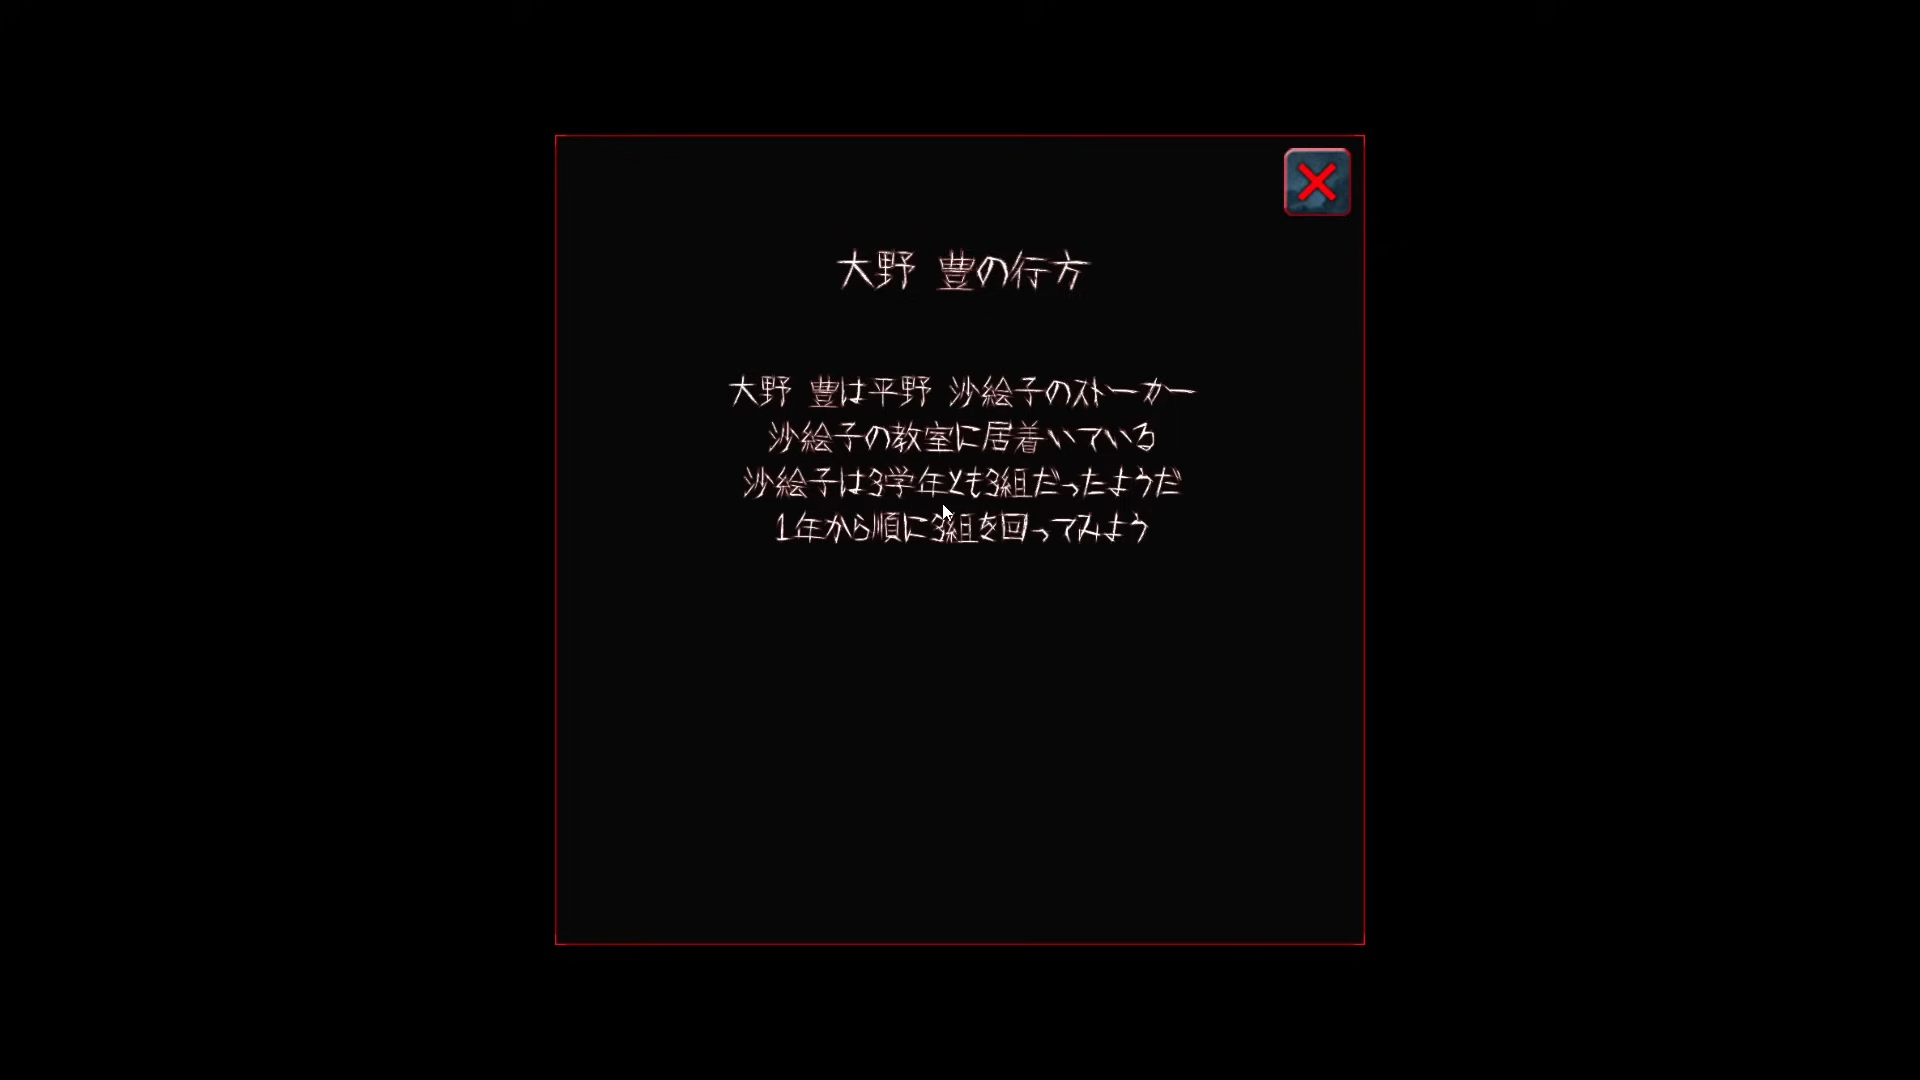 大野 豊の行方
大野 豊は平野 沙絵子のストーカー
沙絵子の教室に居着いている
沙絵子は3学年とも3組だったようだ
1年から順に3組を回ってみよう